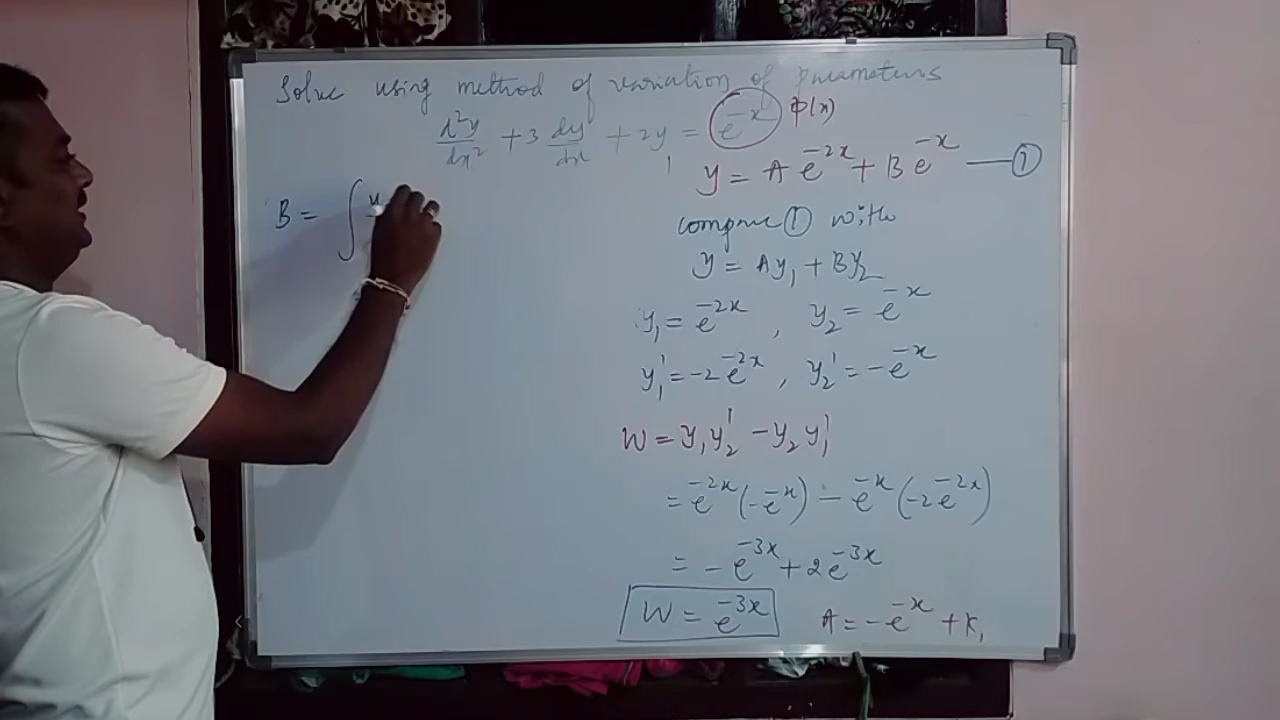 Solve using method of variation of parameters
d²y/dx² + 3 dy/dx + 2y = e^-x φ(x)
y = A e^-2x + B e^-x — ①
B = ∫ y
compare ① with
y = Ay₁ + By₂
y₁ = e^-2x , y₂ = e^-x
y₁' = -2e^-2x , y₂' = -e^-x
W = y₁y₂' - y₂y₁'
= e^-2x (-e^-x) - e^-x (-2e^-2x)
= -e^-3x + 2e^-3x
W = e^-3x
A = -e^-x + K₁